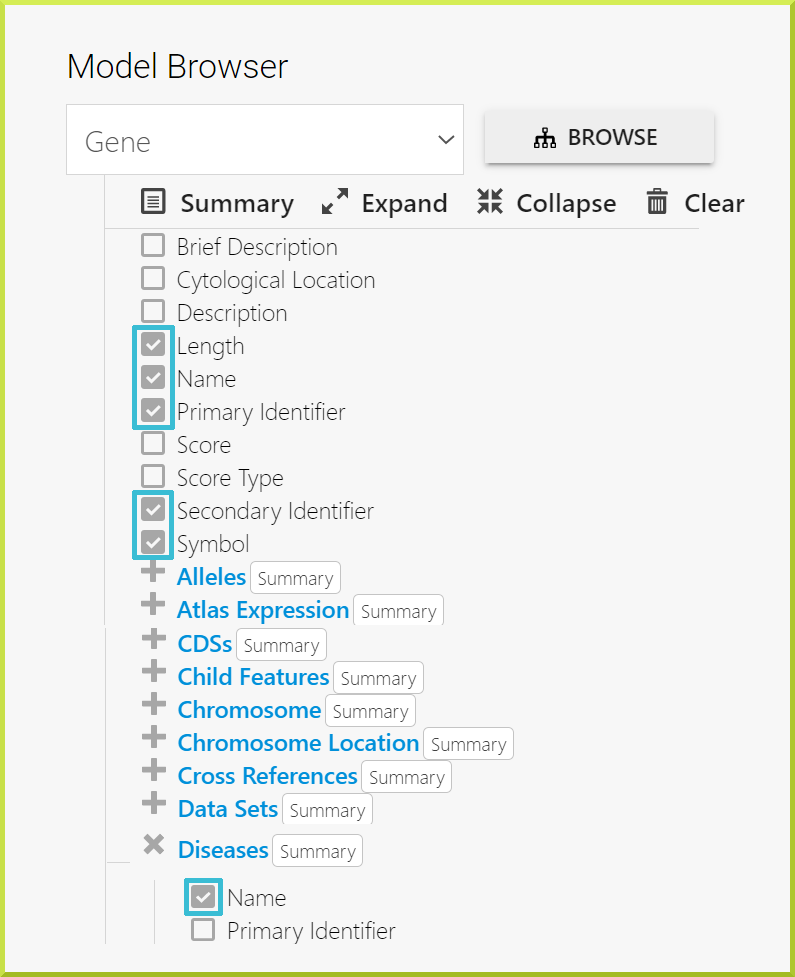 Model Browser
Gene
BROWSE
Summary Expand Collapse Clear
Brief Description
Cytological Location
Description
Length
Name
Primary Identifier
Score
Score Type
Secondary Identifier
Symbol
Alleles Summary
Atlas Expression Summary
CDSs Summary
Child Features Summary
Chromosome Summary
Chromosome Location Summary
Cross References Summary
Data Sets Summary
Diseases Summary
Name
Primary Identifier